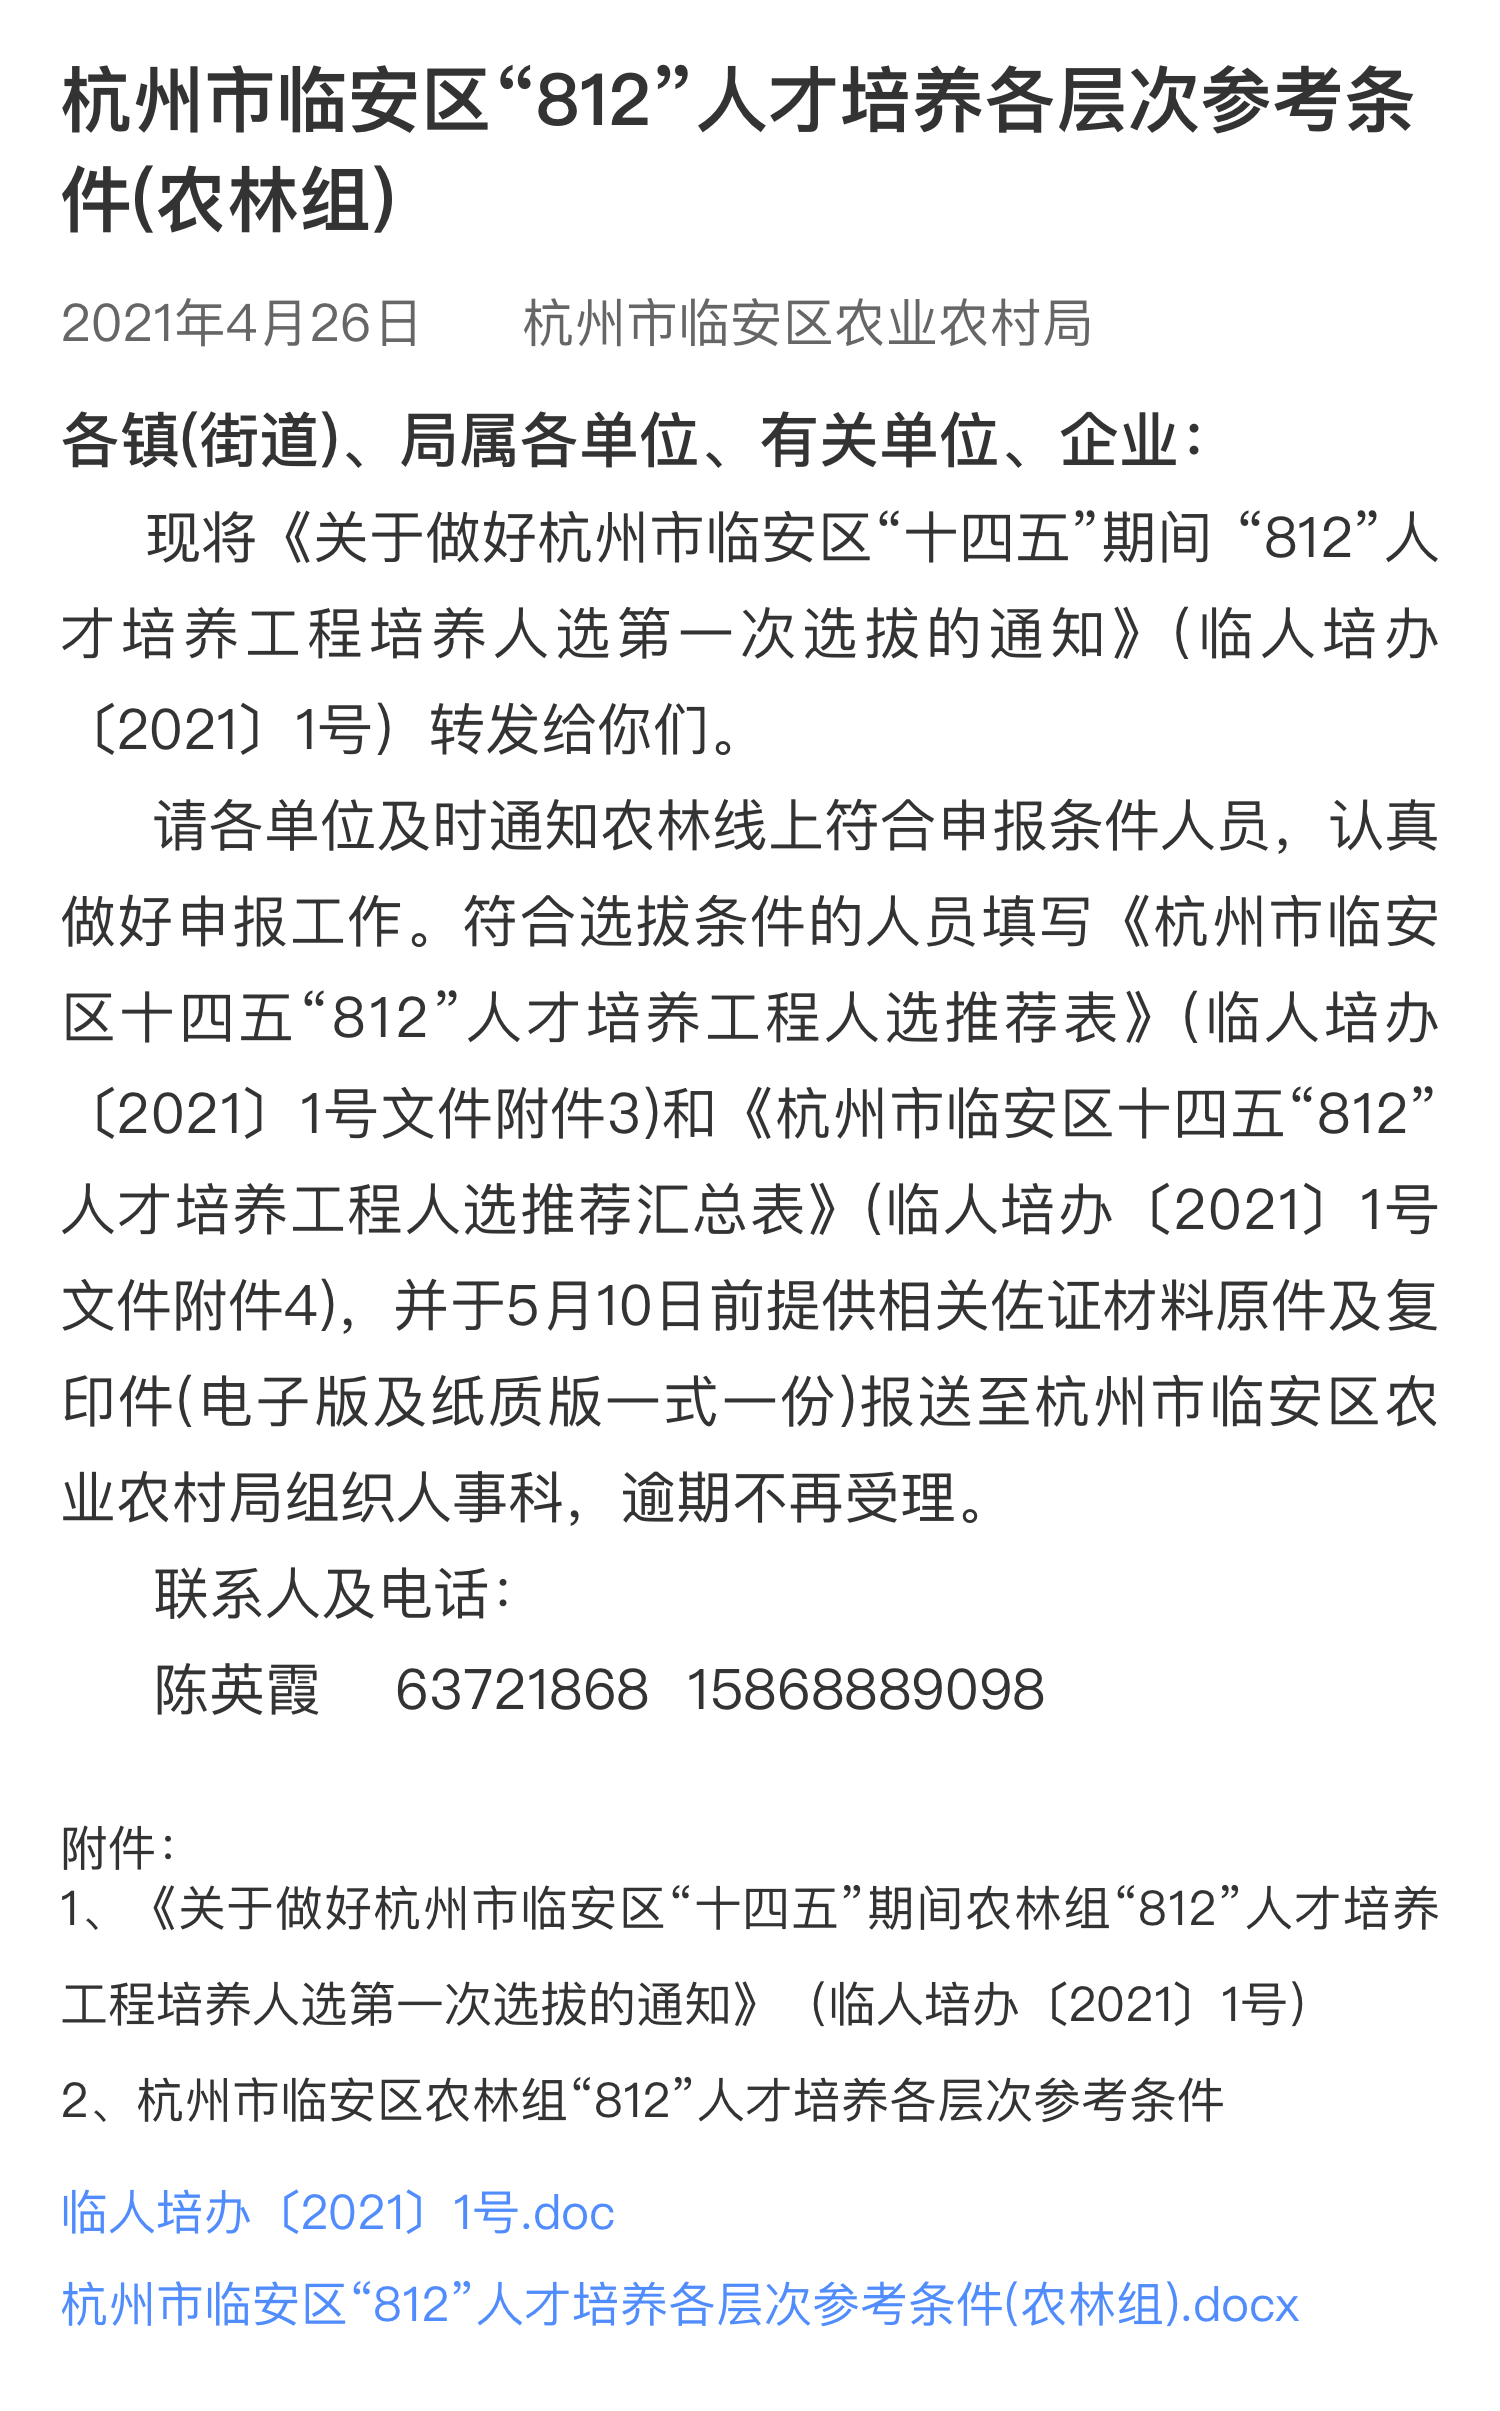 杭州市临安区“812”人才培养各层次参考条
件(农林组)
2021年4月26日 杭州市临安区农业农村局
各镇(街道)、局属各单位、有关单位、企业：
现将《关于做好杭州市临安区“十四五”期间 “812”人
才培养工程培养人选第一次选拔的通知》(临人培办
〔2021〕1号）转发给你们。
请各单位及时通知农林线上符合申报条件人员，认真
做好申报工作。符合选拔条件的人员填写《杭州市临安
区十四五“812”人才培养工程人选推荐表》(临人培办
〔2021〕1号文件附件3)和《杭州市临安区十四五“812”
人才培养工程人选推荐汇总表》(临人培办〔2021〕1号
文件附件4)，并于5月10日前提供相关佐证材料原件及复
印件(电子版及纸质版一式一份)报送至杭州市临安区农
业农村局组织人事科，逾期不再受理。
联系人及电话：
陈英霞 63721868 15868889098
附件：
1、《关于做好杭州市临安区“十四五”期间农林组“812”人才培养
工程培养人选第一次选拔的通知》（临人培办〔2021〕1号）
2、杭州市临安区农林组“812”人才培养各层次参考条件
临人培办〔2021〕1号.doc
杭州市临安区“812”人才培养各层次参考条件(农林组).docx